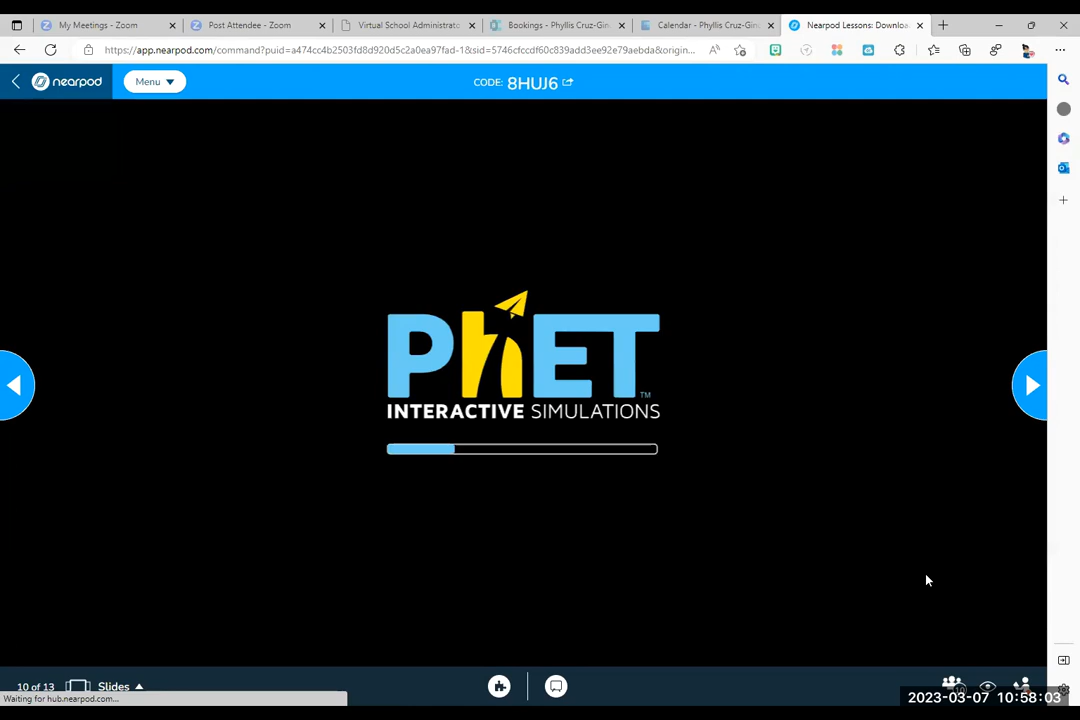 My Meetings - Zoom
Post Attendee - Zoom
Virtual School Administrato
Bookings - Phyllis Cruz-Gin
Calendar - Phyllis Cruz-Gin
Nearpod Lessons: Downloa
https://app.nearpod.com/command?puid=a474cc4b2503fd8d920d5c2a0ea97fad-1&sid=5746cfccdf60c839add3ee92e79aebda&origin...
nearpod
Menu
CODE: 8HUJ6
PhET™
INTERACTIVE SIMULATIONS
10 of 13
Slides
Waiting for hub.nearpod.com...
2023-03-07 10:58:03